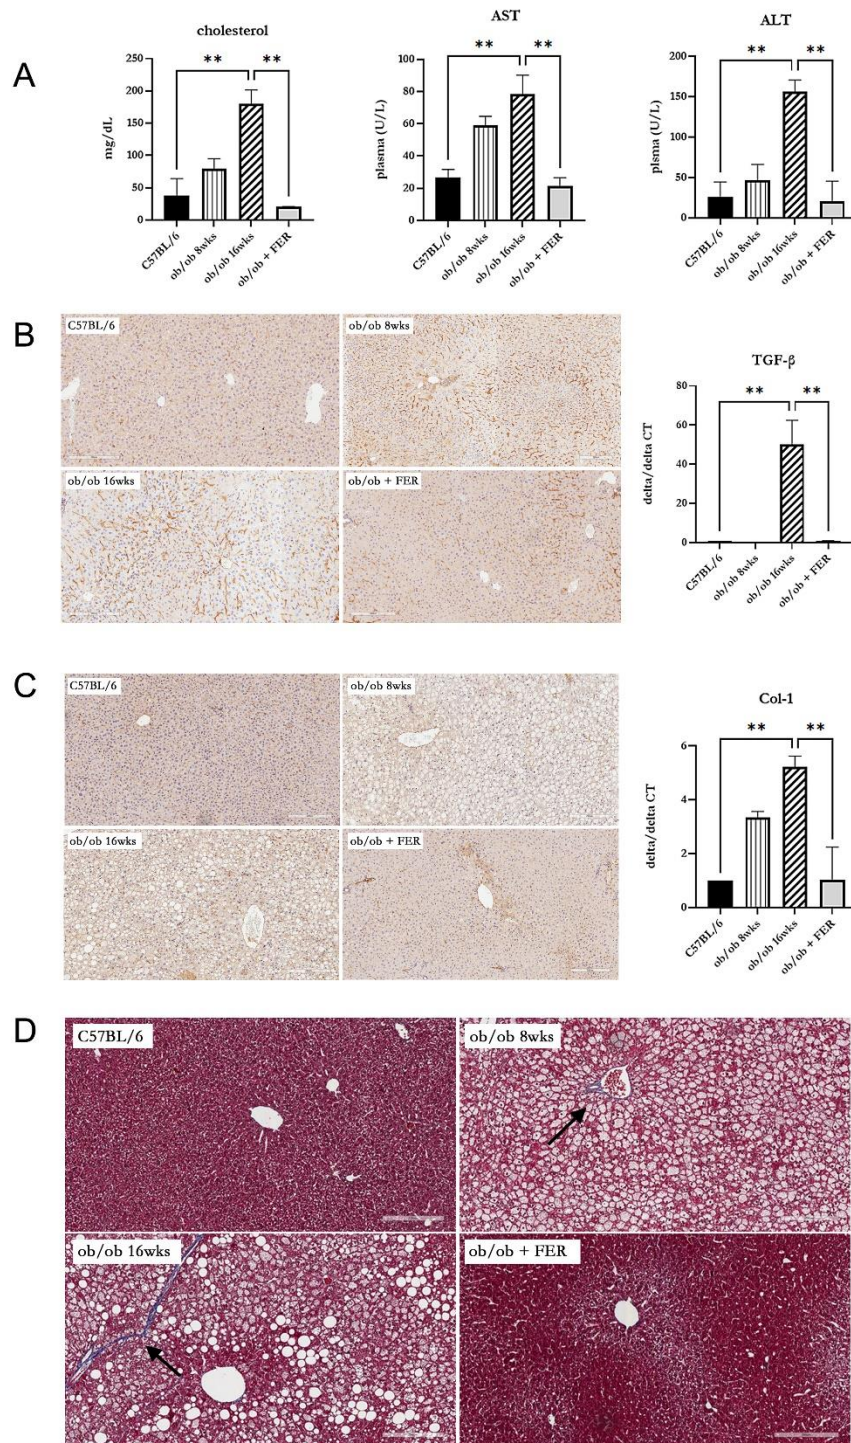 A
cholesterol
mg/dL
250
200
150
100
50
0
**
**
C57BL/6
ob/ob 8wks
ob/ob 16wks
ob/ob + FER
AST
plasma (U/L)
100
80
60
40
20
0
**
**
C57BL/6
ob/ob 8wks
ob/ob 16wks
ob/ob + FER
ALT
plsma (U/L)
200
150
100
50
0
**
**
C57BL/6
ob/ob 8wks
ob/ob 16wks
ob/ob + FER
B
C57BL/6
ob/ob 8wks
ob/ob 16wks
ob/ob + FER
TGF-β
delta/delta CT
80
60
40
20
0
**
**
C57BL/6
ob/ob 8wks
ob/ob 16wks
ob/ob + FER
C
C57BL/6
ob/ob 8wks
ob/ob 16wks
ob/ob + FER
Col-1
delta/delta CT
6
4
2
0
**
**
C57BL/6
ob/ob 8wks
ob/ob 16wks
ob/ob + FER
D
C57BL/6
ob/ob 8wks
ob/ob 16wks
ob/ob + FER